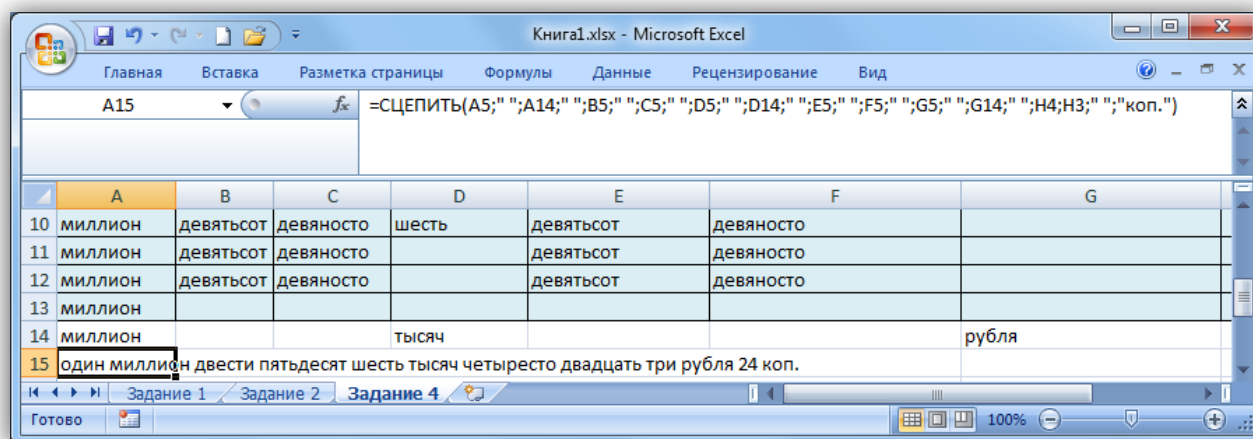 Книга1.xlsx - Microsoft Excel
Главная Вставка Разметка страницы Формулы Данные Рецензирование Вид
A15 fx =СЦЕПИТЬ(A5;" ";A14;" ";B5;" ";C5;" ";D5;" ";D14;" ";E5;" ";F5;" ";G5;" ";G14;" ";H4;H3;" ";"коп.")
A B C D E F G
10 миллион девятьсот девяносто шесть девятьсот девяносто
11 миллион девятьсот девяносто девятьсот девяносто
12 миллион девятьсот девяносто девятьсот девяносто
13 миллион
14 миллион тысяч рубля
15 один миллион двести пятьдесят шесть тысяч четыресто двадцать три рубля 24 коп.
Задание 1 Задание 2 Задание 4
Готово 100%